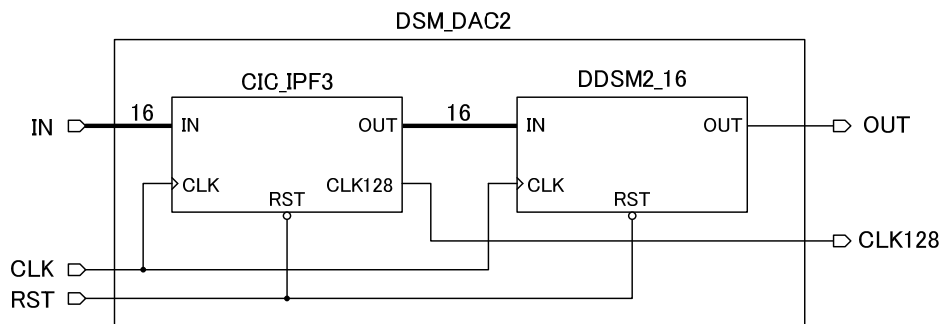 DSM_DAC2
CIC_IPF3
DDSM2_16
IN 16 IN OUT 16 IN OUT OUT
CLK CLK128 CLK
RST RST
CLK128
CLK
RST